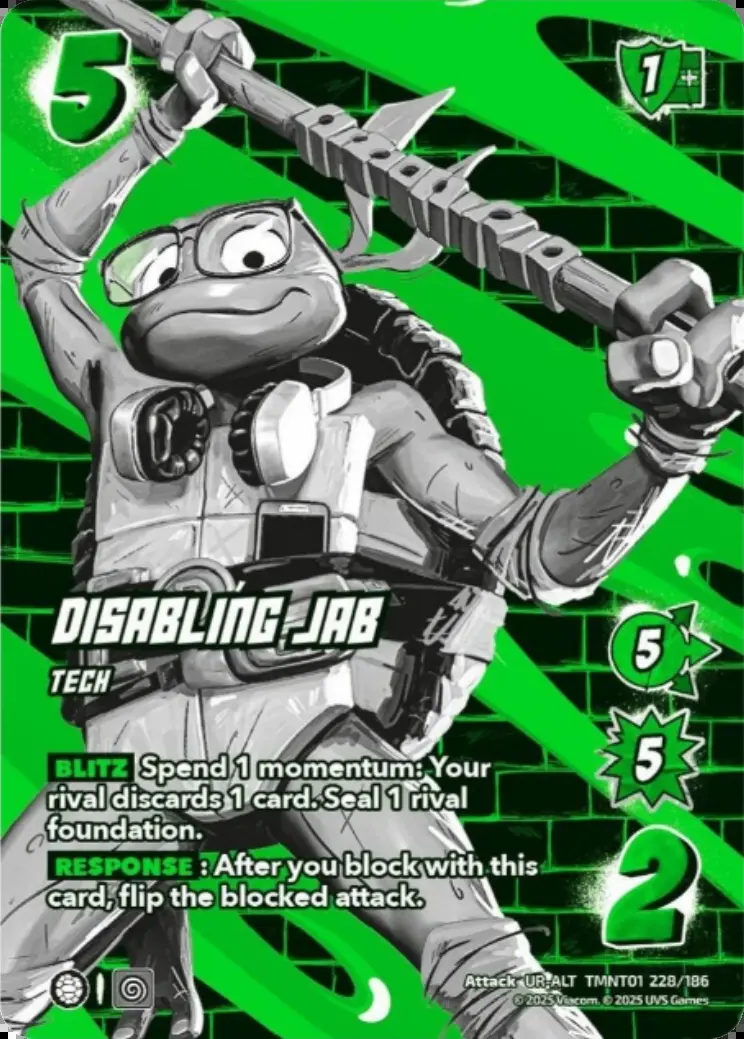 5
1 +
DISABLING JAB
TECH
5
5
BLITZ Spend 1 momentum: Your
rival discards 1 card. Seal 1 rival
foundation.
RESPONSE : After you block with this
card, flip the blocked attack.
2
Attack UR-ALT TMNT01 228/186
© 2025 Viacom. © 2025 UVS Games